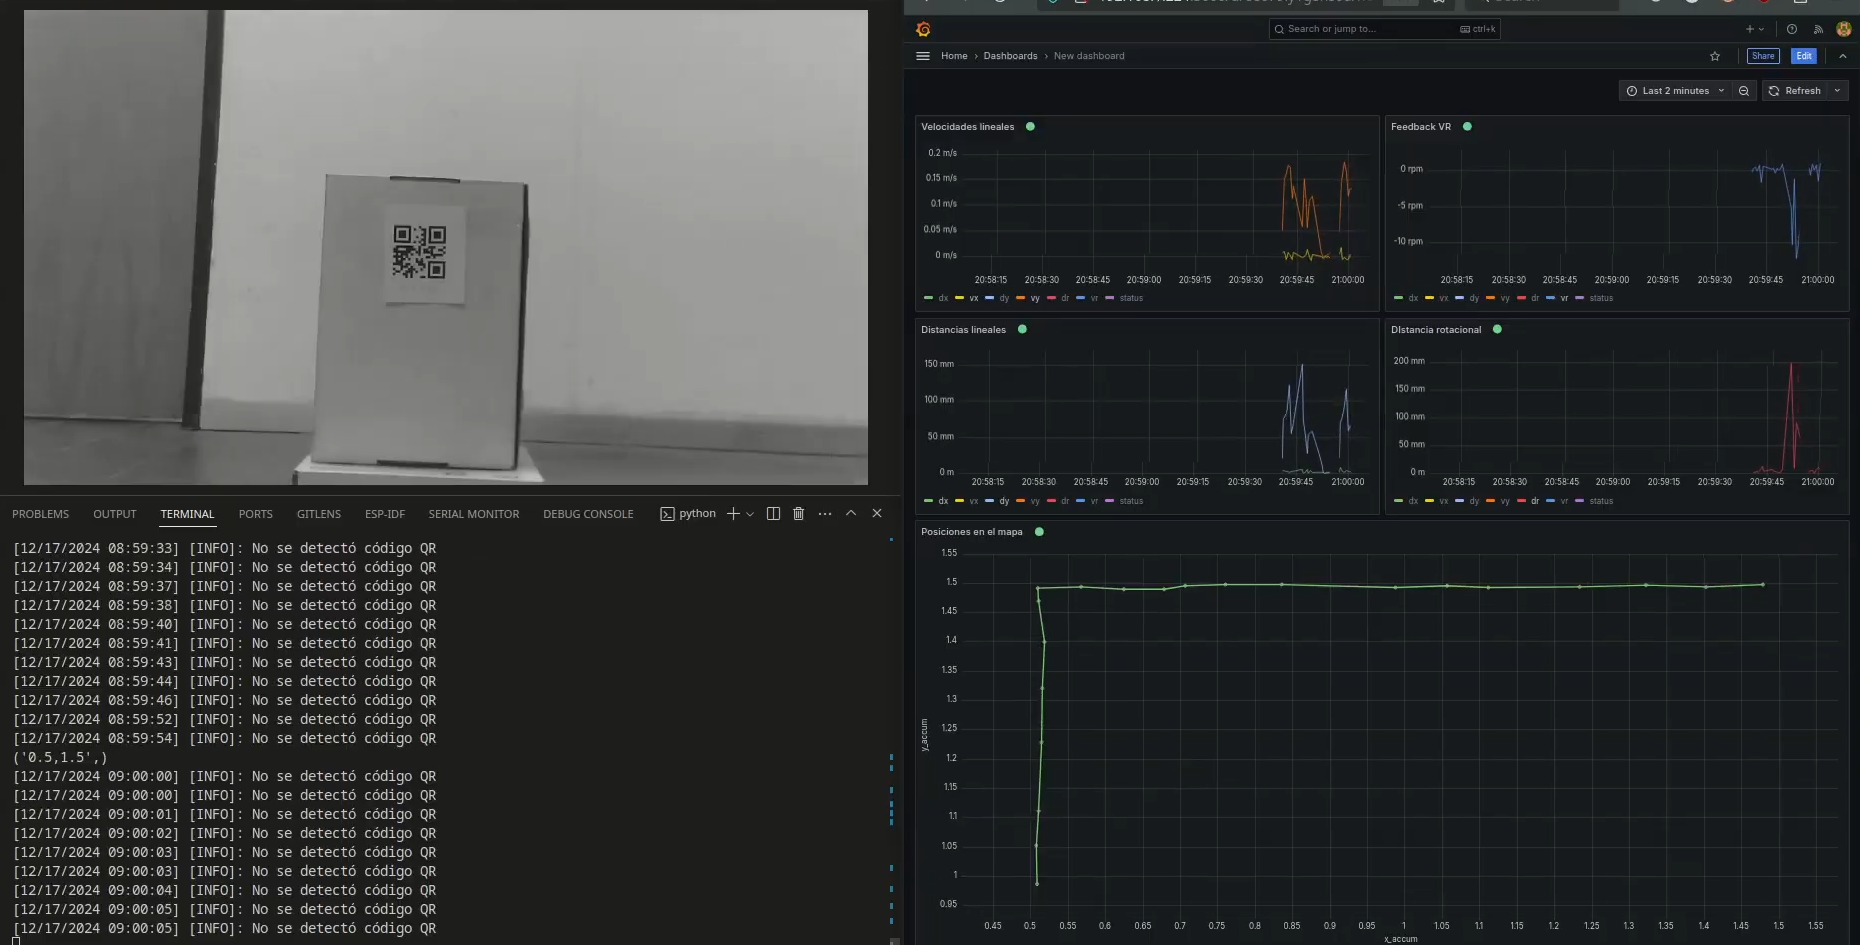 Search or jump to... ctrl+k
Home › Dashboards › New dashboard Share Edit
Last 2 minutes Refresh
Velocidades lineales
0.2 m/s
0.15 m/s
0.1 m/s
0.05 m/s
0 m/s
20:58:15 20:58:30 20:58:45 20:59:00 20:59:15 20:59:30 20:59:45 21:00:00
dx vx dy vy dr vr status
Feedback VR
0 rpm
-5 rpm
-10 rpm
20:58:15 20:58:30 20:58:45 20:59:00 20:59:15 20:59:30 20:59:45 21:00:00
dx vx dy vy dr vr status
Distancias lineales
150 mm
100 mm
50 mm
0 m
20:58:15 20:58:30 20:58:45 20:59:00 20:59:15 20:59:30 20:59:45 21:00:00
dx vx dy vy dr vr status
DIstancia rotacional
200 mm
150 mm
100 mm
50 mm
0 m
20:58:15 20:58:30 20:58:45 20:59:00 20:59:15 20:59:30 20:59:45 21:00:00
dx vx dy vy dr vr status
Posiciones en el mapa
1.55
1.5
1.45
1.4
1.35
1.3
1.25
1.2
1.15
1.1
1.05
1
0.95
y_accum
0.45 0.5 0.55 0.6 0.65 0.7 0.75 0.8 0.85 0.9 0.95 1 1.05 1.1 1.15 1.2 1.25 1.3 1.35 1.4 1.45 1.5 1.55
x_accum
PROBLEMS OUTPUT TERMINAL PORTS GITLENS ESP-IDF SERIAL MONITOR DEBUG CONSOLE python
[12/17/2024 08:59:33] [INFO]: No se detectó código QR
[12/17/2024 08:59:34] [INFO]: No se detectó código QR
[12/17/2024 08:59:37] [INFO]: No se detectó código QR
[12/17/2024 08:59:38] [INFO]: No se detectó código QR
[12/17/2024 08:59:40] [INFO]: No se detectó código QR
[12/17/2024 08:59:41] [INFO]: No se detectó código QR
[12/17/2024 08:59:43] [INFO]: No se detectó código QR
[12/17/2024 08:59:44] [INFO]: No se detectó código QR
[12/17/2024 08:59:46] [INFO]: No se detectó código QR
[12/17/2024 08:59:52] [INFO]: No se detectó código QR
[12/17/2024 08:59:54] [INFO]: No se detectó código QR
('0.5,1.5',)
[12/17/2024 09:00:00] [INFO]: No se detectó código QR
[12/17/2024 09:00:00] [INFO]: No se detectó código QR
[12/17/2024 09:00:01] [INFO]: No se detectó código QR
[12/17/2024 09:00:02] [INFO]: No se detectó código QR
[12/17/2024 09:00:03] [INFO]: No se detectó código QR
[12/17/2024 09:00:03] [INFO]: No se detectó código QR
[12/17/2024 09:00:04] [INFO]: No se detectó código QR
[12/17/2024 09:00:05] [INFO]: No se detectó código QR
[12/17/2024 09:00:05] [INFO]: No se detectó código QR